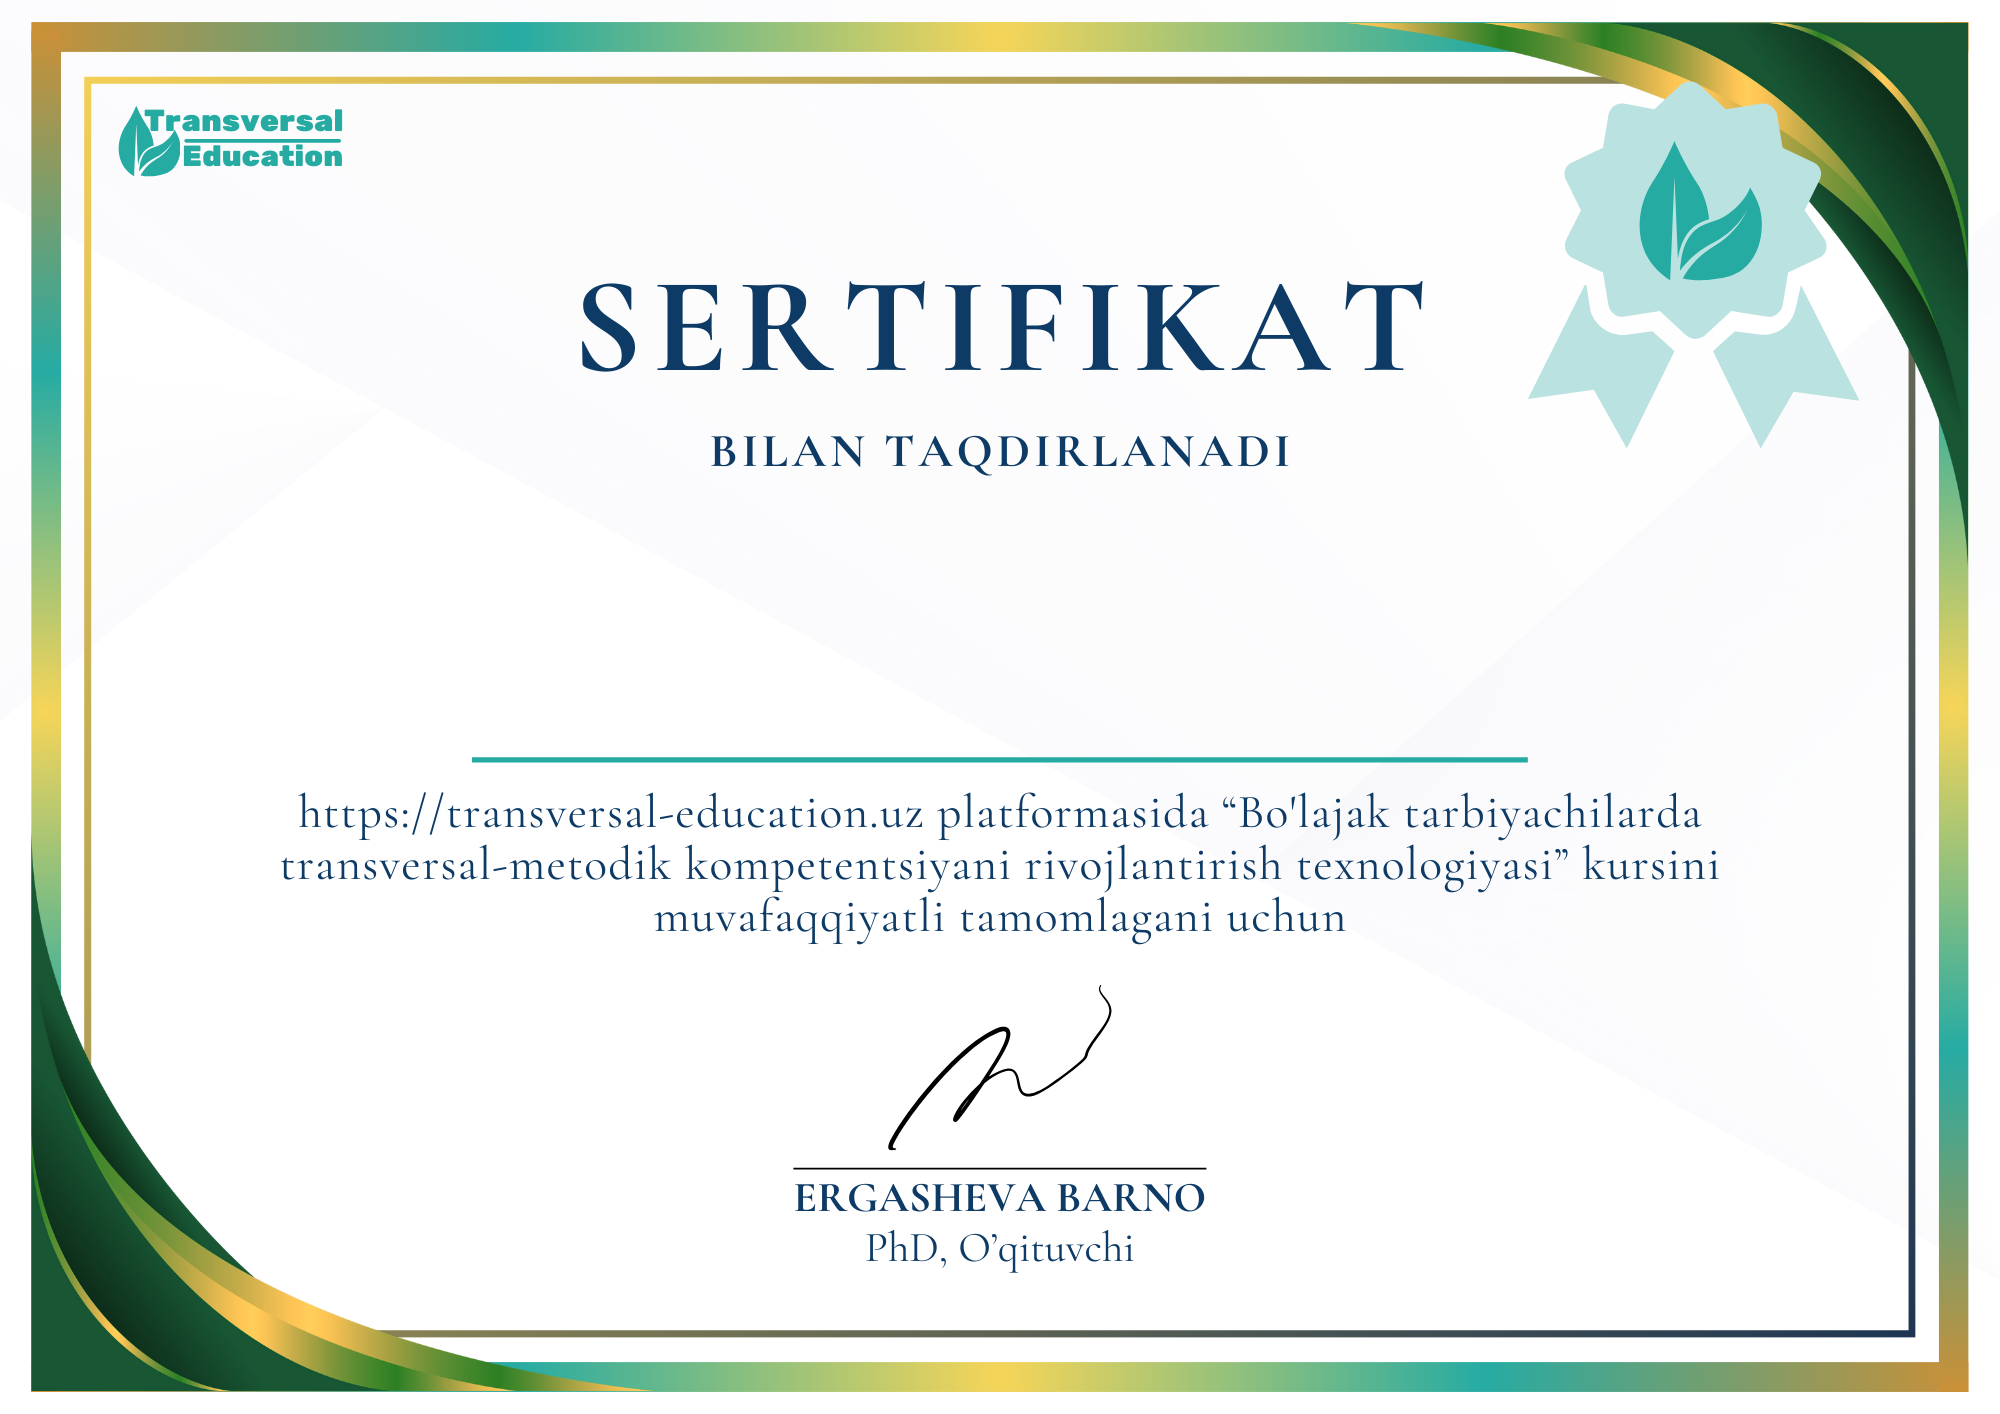 Transversal
Education
SERTIFIKAT
BILAN TAQDIRLANADI
https://transversal-education.uz platformasida “Bo'lajak tarbiyachilarda
transversal-metodik kompetentsiyani rivojlantirish texnologiyasi” kursini
muvafaqqiyatli tamomlagani uchun
ERGASHEVA BARNO
PhD, O’qituvchi